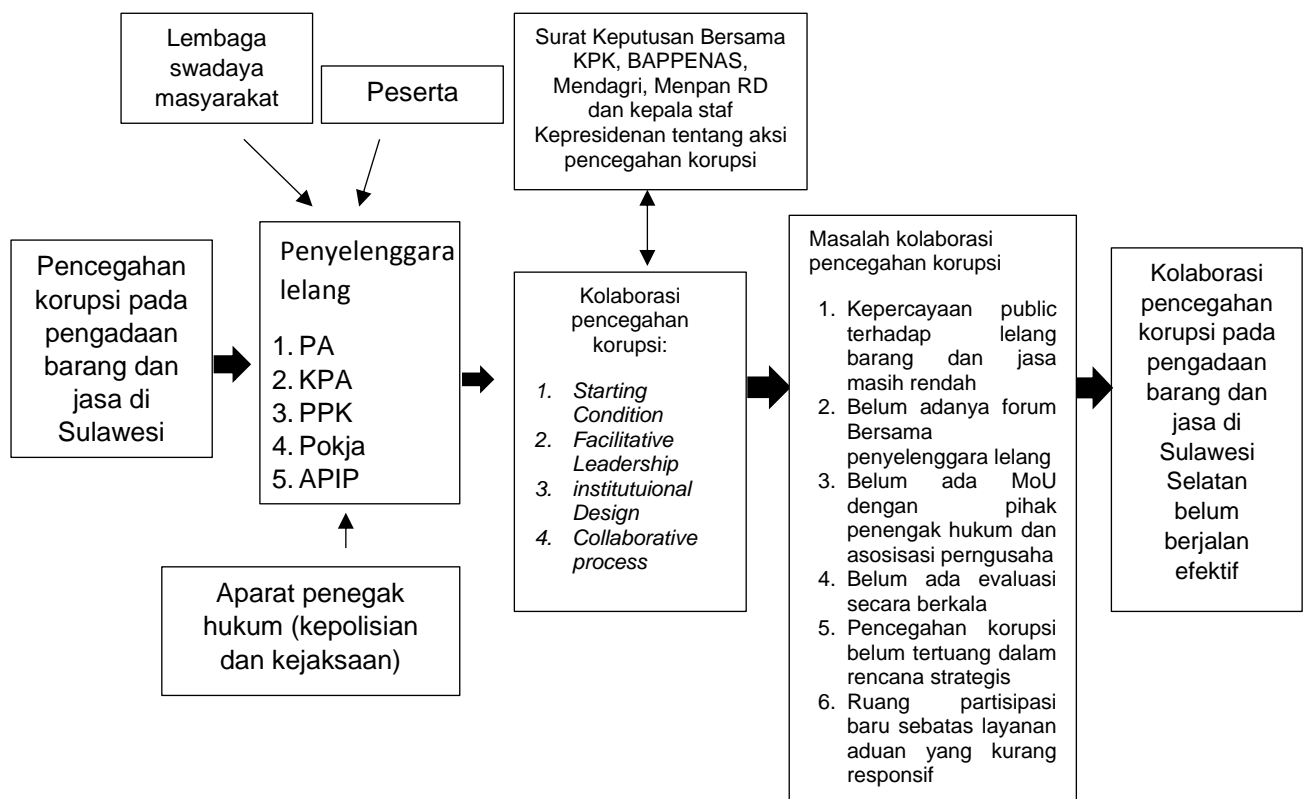 Lembaga
swadaya
masyarakat
Peserta
Surat Keputusan Bersama
KPK, BAPPENAS,
Mendagri, Menpan RD
dan kepala staf
Kepresidenan tentang aksi
pencegahan korupsi
Pencegahan
korupsi pada
pengadaan
barang dan
jasa di
Sulawesi
Penyelenggara
lelang
1. PA
2. KPA
3. PPK
4. Pokja
5. APIP
Aparat penegak
hukum (kepolisian
dan kejaksaan)
Kolaborasi
pencegahan
korupsi:
1. Starting
Condition
2. Facilitative
Leadership
3. institutuional
Design
4. Collaborative
process
Masalah kolaborasi
pencegahan korupsi
1. Kepercayaan public
terhadap lelang
barang dan jasa
masih rendah
2. Belum adanya forum
Bersama
penyelenggara lelang
3. Belum ada MoU
dengan pihak
penengak hukum dan
asosisasi perngusaha
4. Belum ada evaluasi
secara berkala
5. Pencegahan korupsi
belum tertuang dalam
rencana strategis
6. Ruang partisipasi
baru sebatas layanan
aduan yang kurang
responsif
Kolaborasi
pencegahan
korupsi pada
pengadaan
barang dan
jasa di
Sulawesi
Selatan
belum
berjalan
efektif